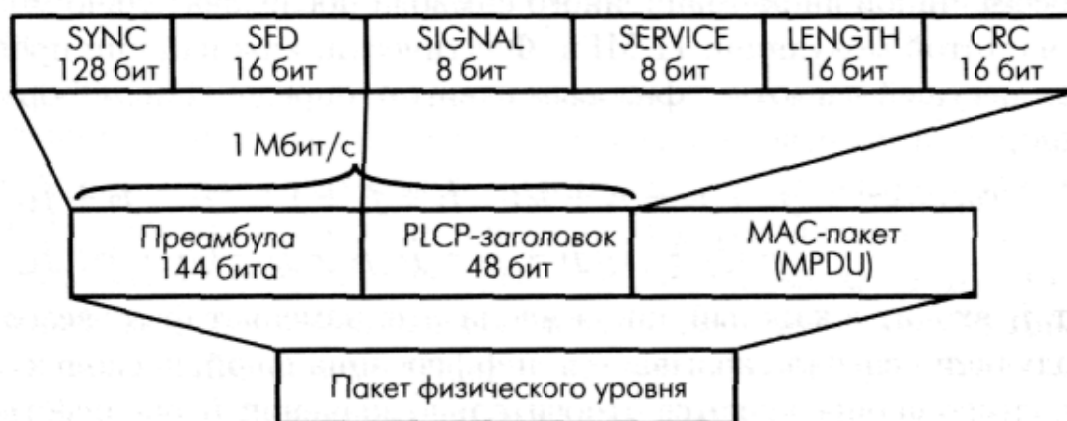 SYNC
128 бит
SFD
16 бит
SIGNAL
8 бит
SERVICE
8 бит
LENGTH
16 бит
CRC
16 бит
1 Мбит/с
Преамбула
144 бита
PLCP-заголовок
48 бит
МАС-пакет
(MPDU)
Пакет физического уровня